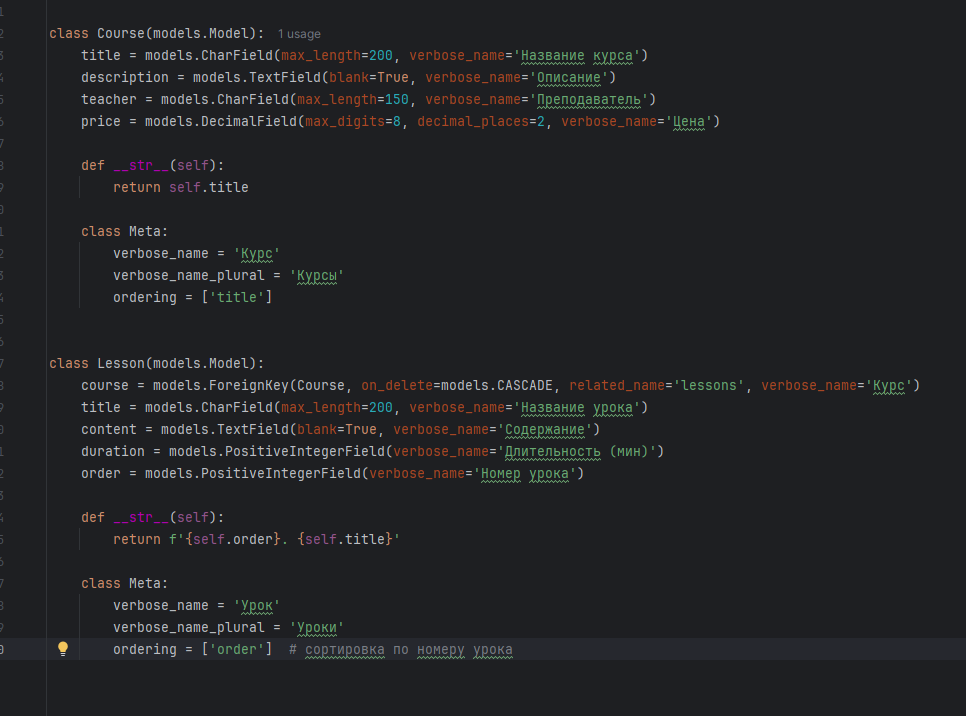 class Course(models.Model):  1 usage
    title = models.CharField(max_length=200, verbose_name='Название курса')
    description = models.TextField(blank=True, verbose_name='Описание')
    teacher = models.CharField(max_length=150, verbose_name='Преподаватель')
    price = models.DecimalField(max_digits=8, decimal_places=2, verbose_name='Цена')

    def __str__(self):
        return self.title

    class Meta:
        verbose_name = 'Курс'
        verbose_name_plural = 'Курсы'
        ordering = ['title']


class Lesson(models.Model):
    course = models.ForeignKey(Course, on_delete=models.CASCADE, related_name='lessons', verbose_name='Курс')
    title = models.CharField(max_length=200, verbose_name='Название урока')
    content = models.TextField(blank=True, verbose_name='Содержание')
    duration = models.PositiveIntegerField(verbose_name='Длительность (мин)')
    order = models.PositiveIntegerField(verbose_name='Номер урока')

    def __str__(self):
        return f'{self.order}. {self.title}'

    class Meta:
        verbose_name = 'Урок'
        verbose_name_plural = 'Уроки'
        ordering = ['order']  # сортировка по номеру урока